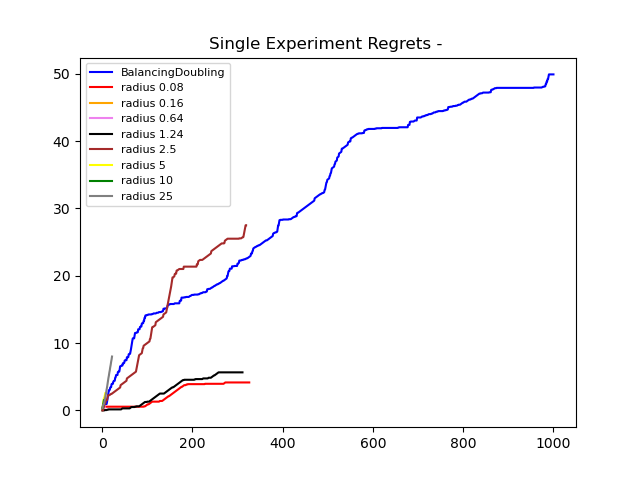 Single Experiment Regrets -
50
40
30
20
10
0
BalancingDoubling
radius 0.08
radius 0.16
radius 0.64
radius 1.24
radius 2.5
radius 5
radius 10
radius 25
0 200 400 600 800 1000